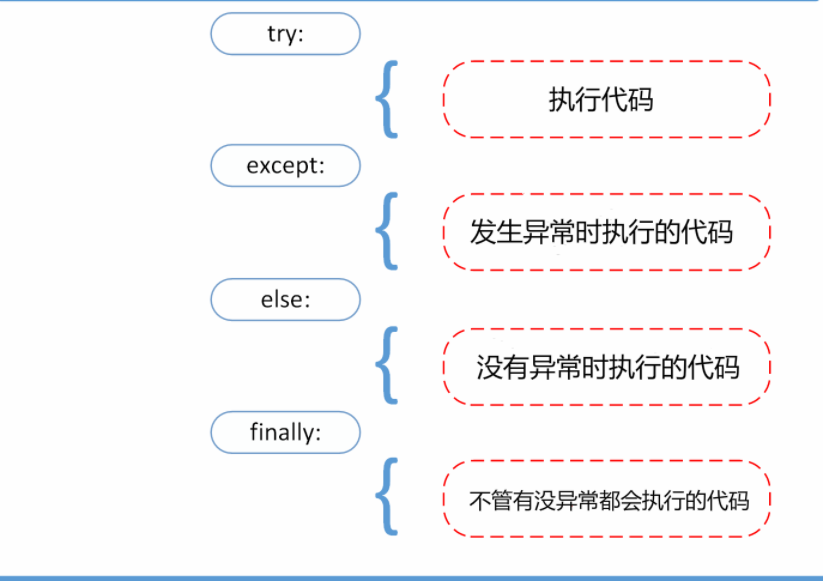 try:
执行代码
except:
发生异常时执行的代码
else:
没有异常时执行的代码
finally:
不管有没异常都会执行的代码